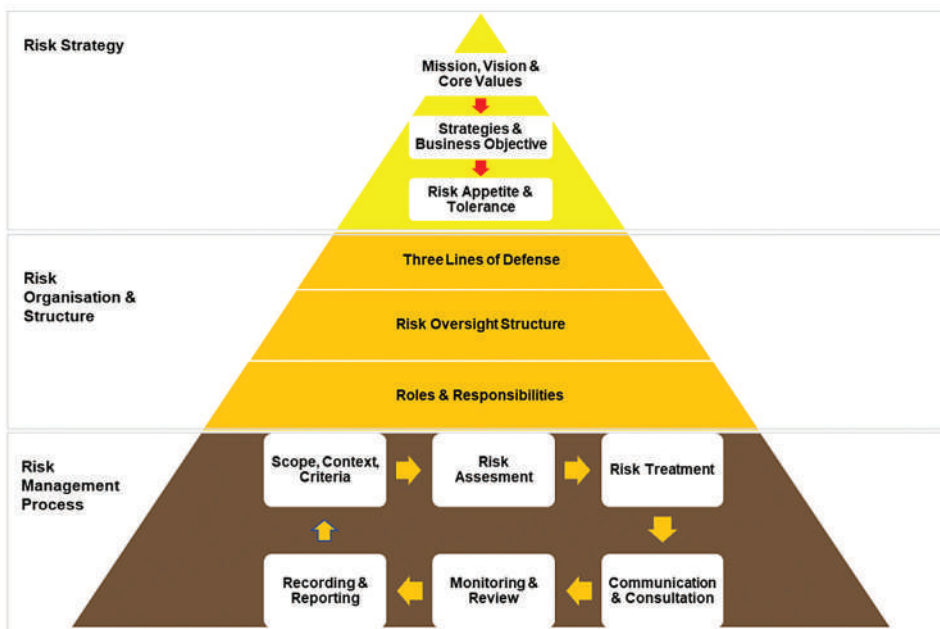 Risk Strategy
Mission, Vision &
Core Values
Strategies &
Business Objective
Risk Appetite &
Tolerance
Risk
Organisation &
Structure
Three Lines of Defense
Risk Oversight Structure
Roles & Responsibilities
Risk
Management
Process
Scope, Context,
Criteria
Risk
Assesment
Risk Treatment
Communication
& Consultation
Monitoring &
Review
Recording &
Reporting